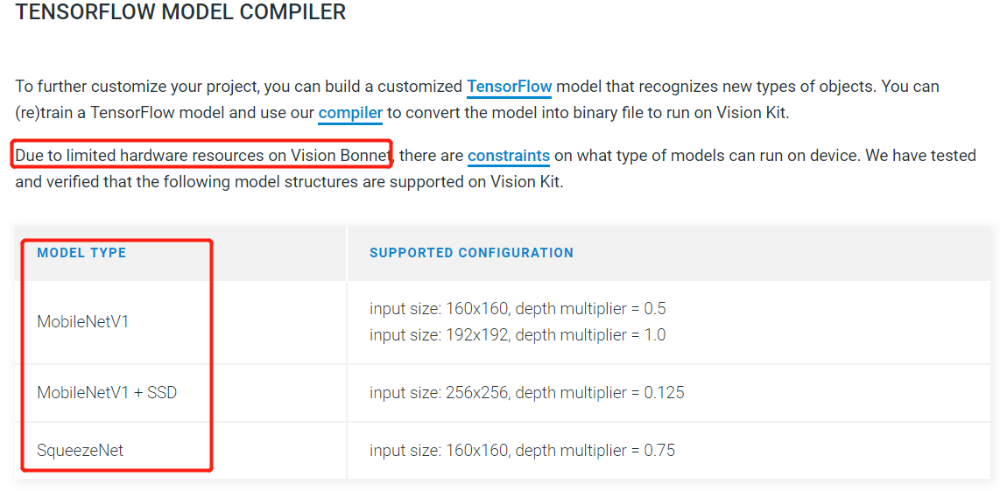 TENSORFLOW MODEL COMPILER
To further customize your project, you can build a customized TensorFlow model that recognizes new types of objects. You can
(re)train a TensorFlow model and use our compiler to convert the model into binary file to run on Vision Kit.
Due to limited hardware resources on Vision Bonnet, there are constraints on what type of models can run on device. We have tested
and verified that the following model structures are supported on Vision Kit.
MODEL TYPE SUPPORTED CONFIGURATION
MobileNetV1
input size: 160x160, depth multiplier = 0.5
input size: 192x192, depth multiplier = 1.0
MobileNetV1 + SSD input size: 256x256, depth multiplier = 0.125
SqueezeNet input size: 160x160, depth multiplier = 0.75